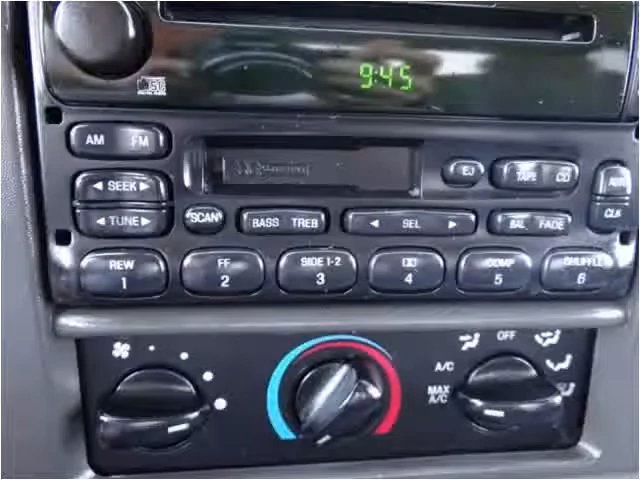 9:45
AM FM
EJ TAPE CD AUTO
SEEK
TUNE SCAN BASS TREB SEL BAL FADE CLK
REW FF SIDE 1-2 COMP SHUFFLE
1 2 3 4 5 6
OFF
A/C
MAX
A/C